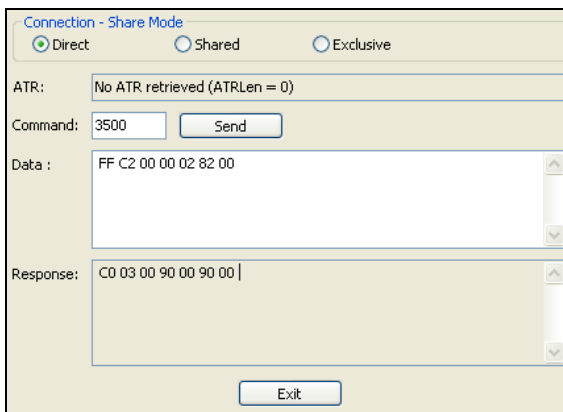 Connection - Share Mode
Direct Shared Exclusive
ATR: No ATR retrieved (ATRLen = 0)
Command: 3500 Send
Data : FF C2 00 00 02 82 00
Response: C0 03 00 90 00 90 00
Exit